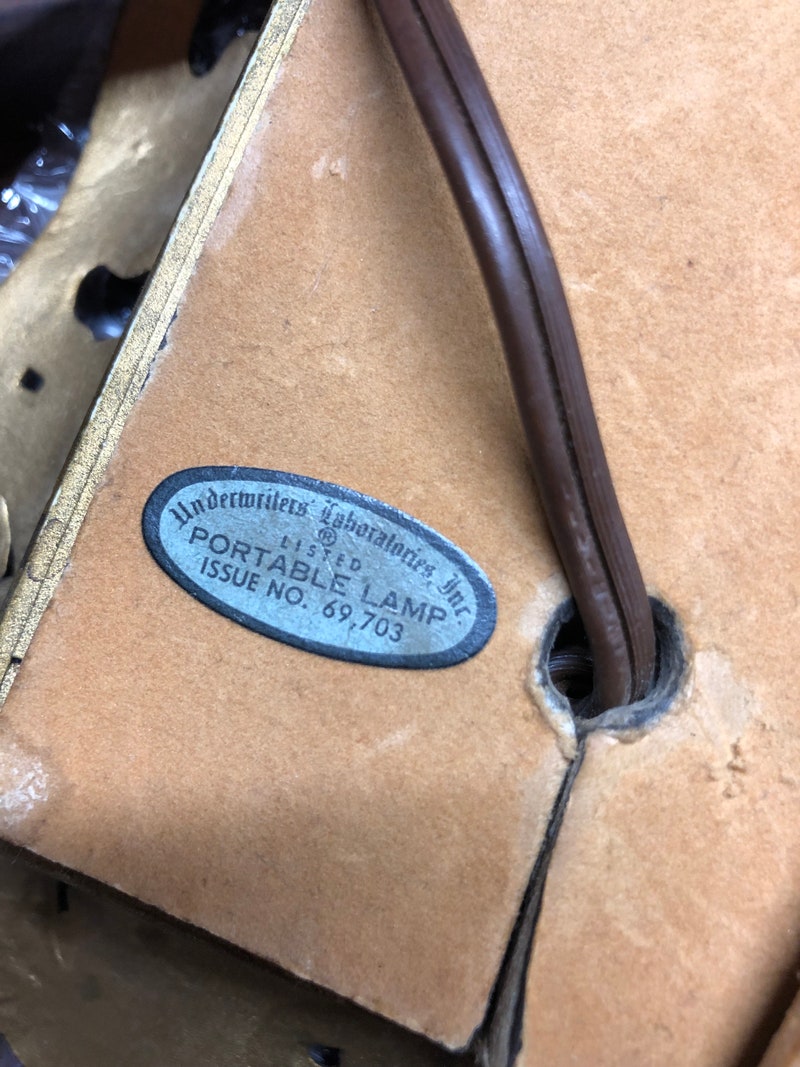 Underwriters' Laboratories, Inc.
®
LISTED
PORTABLE LAMP
ISSUE NO. 69,703